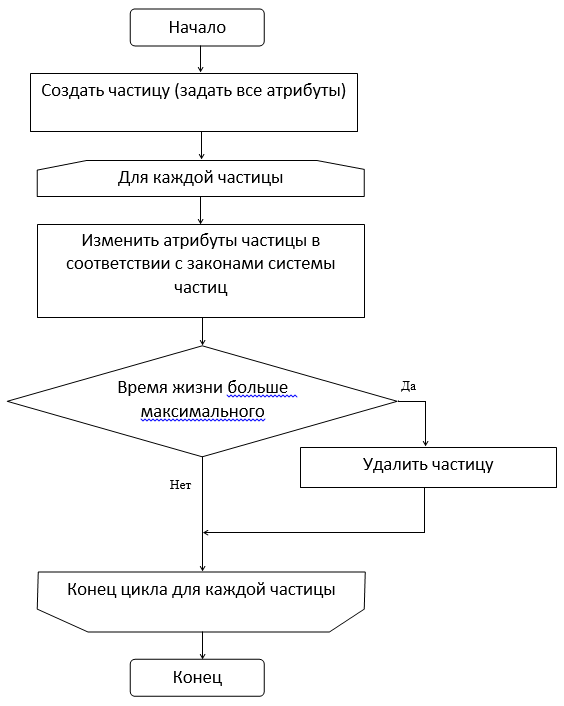 Начало
Создать частицу (задать все атрибуты)
Для каждой частицы
Изменить атрибуты частицы в
соответствии с законами системы
частиц
Время жизни больше
максимального
Да
Удалить частицу
Нет
Конец цикла для каждой частицы
Конец